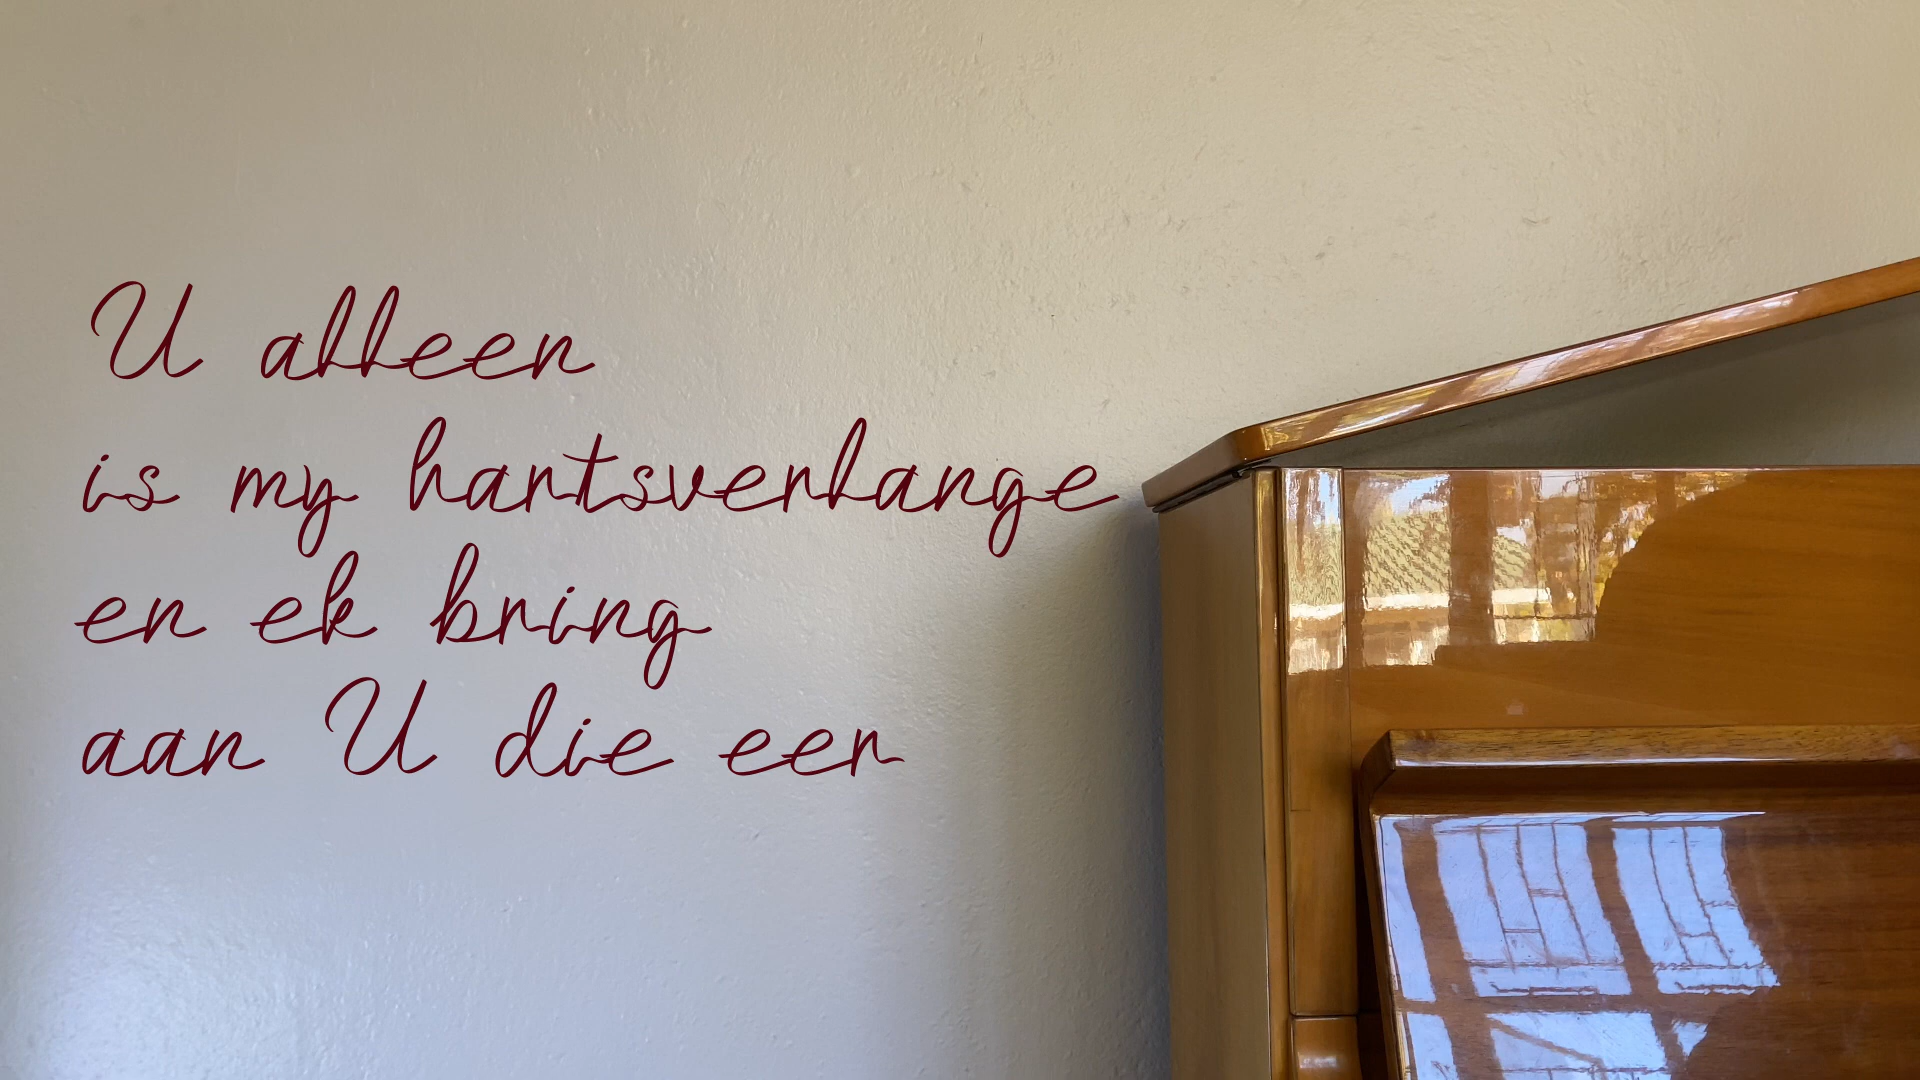 U alleen
is my hartsverlange
en ek bring
aan U die eer